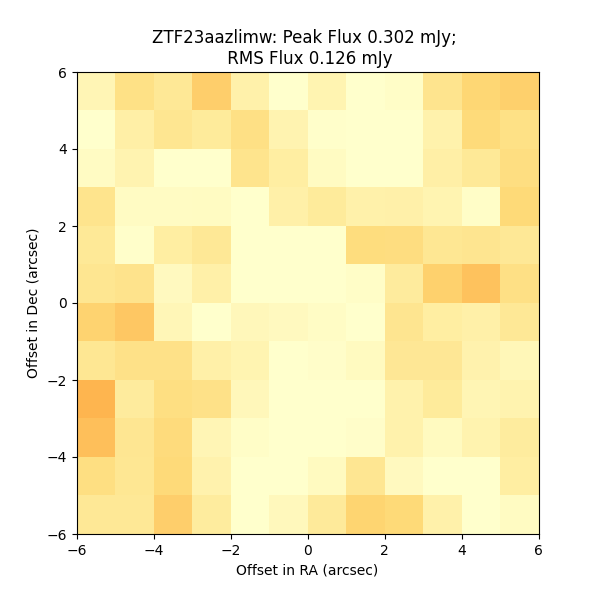 ZTF23aazlimw: Peak Flux 0.302 mJy;
RMS Flux 0.126 mJy
6
4
2
0
−2
−4
−6
Offset in Dec (arcsec)
−6 −4 −2 0 2 4 6
Offset in RA (arcsec)